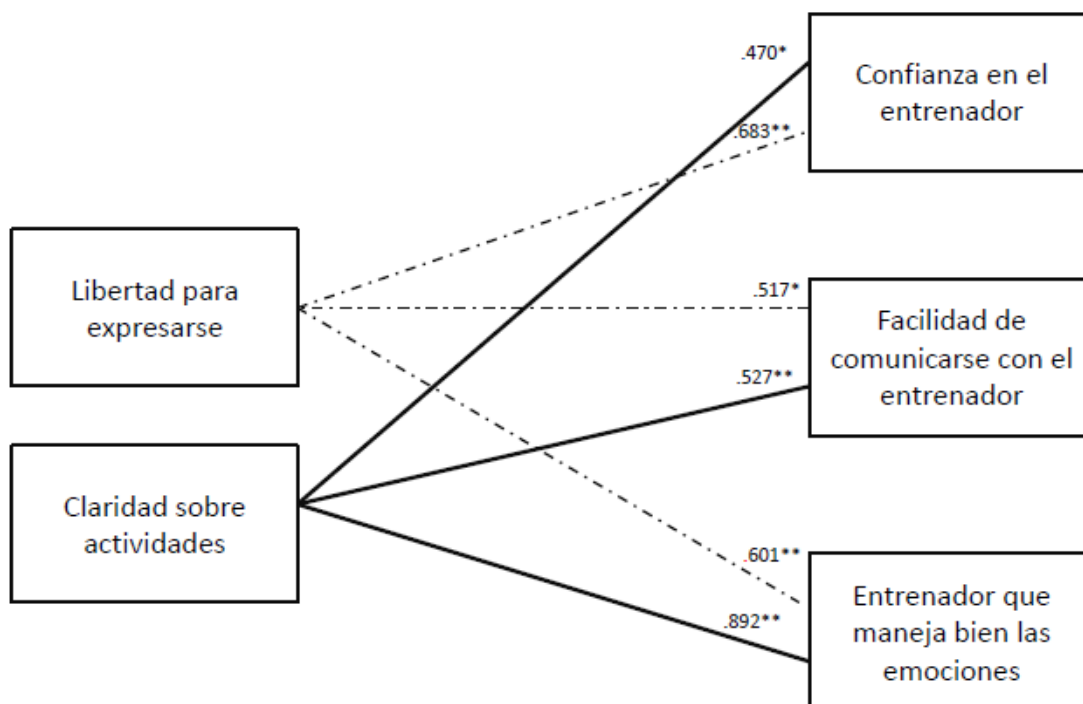 .470*
Confianza en el
entrenador
.683**
Libertad para
expresarse
.517*
Facilidad de
comunicarse con el
entrenador
.527**
Claridad sobre
actividades
.601**
Entrenador que
maneja bien las
emociones
.892**